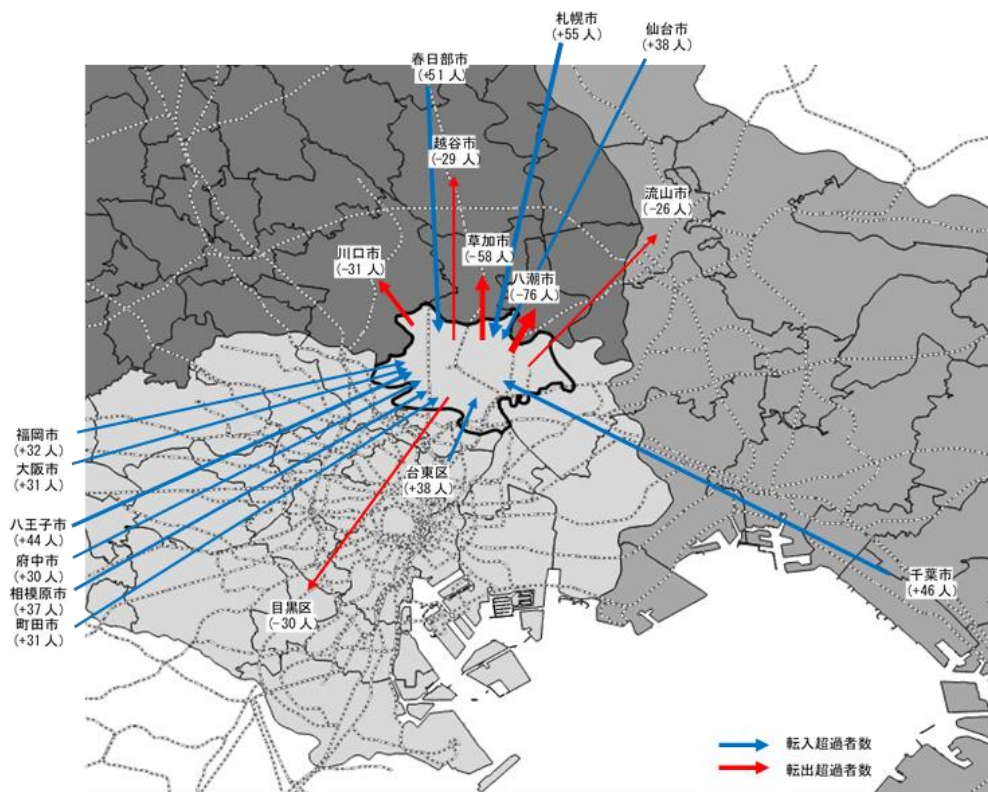 札幌市
(+55 人)
仙台市
(+38 人)
春日部市
(+51 人)
越谷市
(-29 人)
流山市
(-26 人)
草加市
(-58 人)
川口市
(-31 人)
八潮市
(-76 人)
福岡市
(+32 人)
大阪市
(+31 人)
台東区
(+38 人)
八王子市
(+44 人)
府中市
(+30 人)
相模原市
(+37 人)
町田市
(+31 人)
目黒区
(-30 人)
千葉市
(+46 人)
転入超過者数
転出超過者数